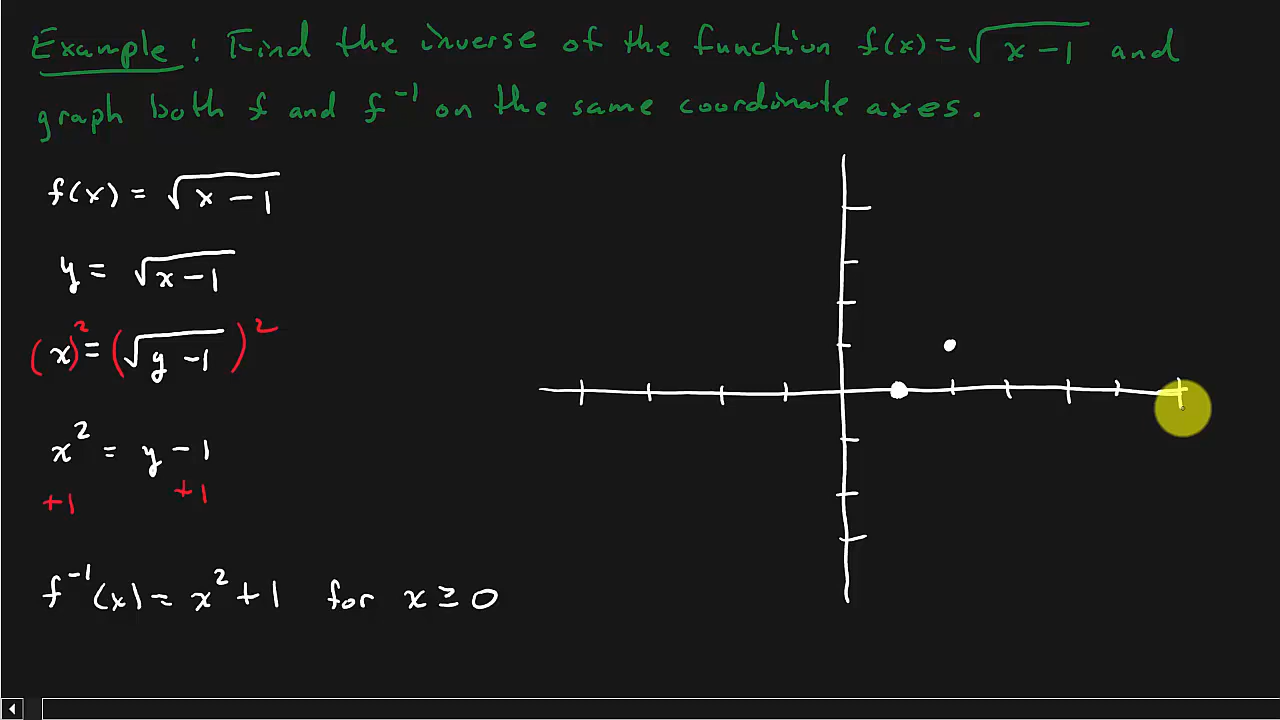 Example: Find the inverse of the function f(x) = √(x-1) and
graph both f and f⁻¹ on the same coordinate axes.
f(x) = √(x-1)
y = √(x-1)
(x)² = (√(y-1))²
x² = y - 1
+1 +1
f⁻¹(x) = x² + 1 for x ≥ 0